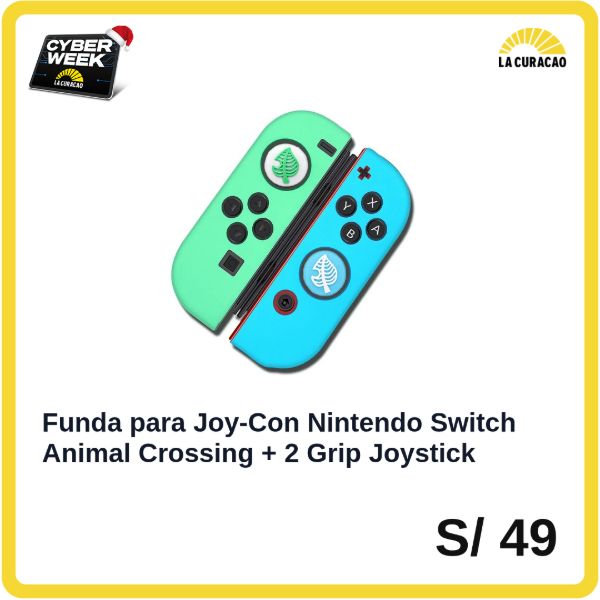 CYBER
WEEK
LA CURACAO
LA CURACAO
Y
X
B
A
Funda para Joy-Con Nintendo Switch
Animal Crossing + 2 Grip Joystick
S/ 49